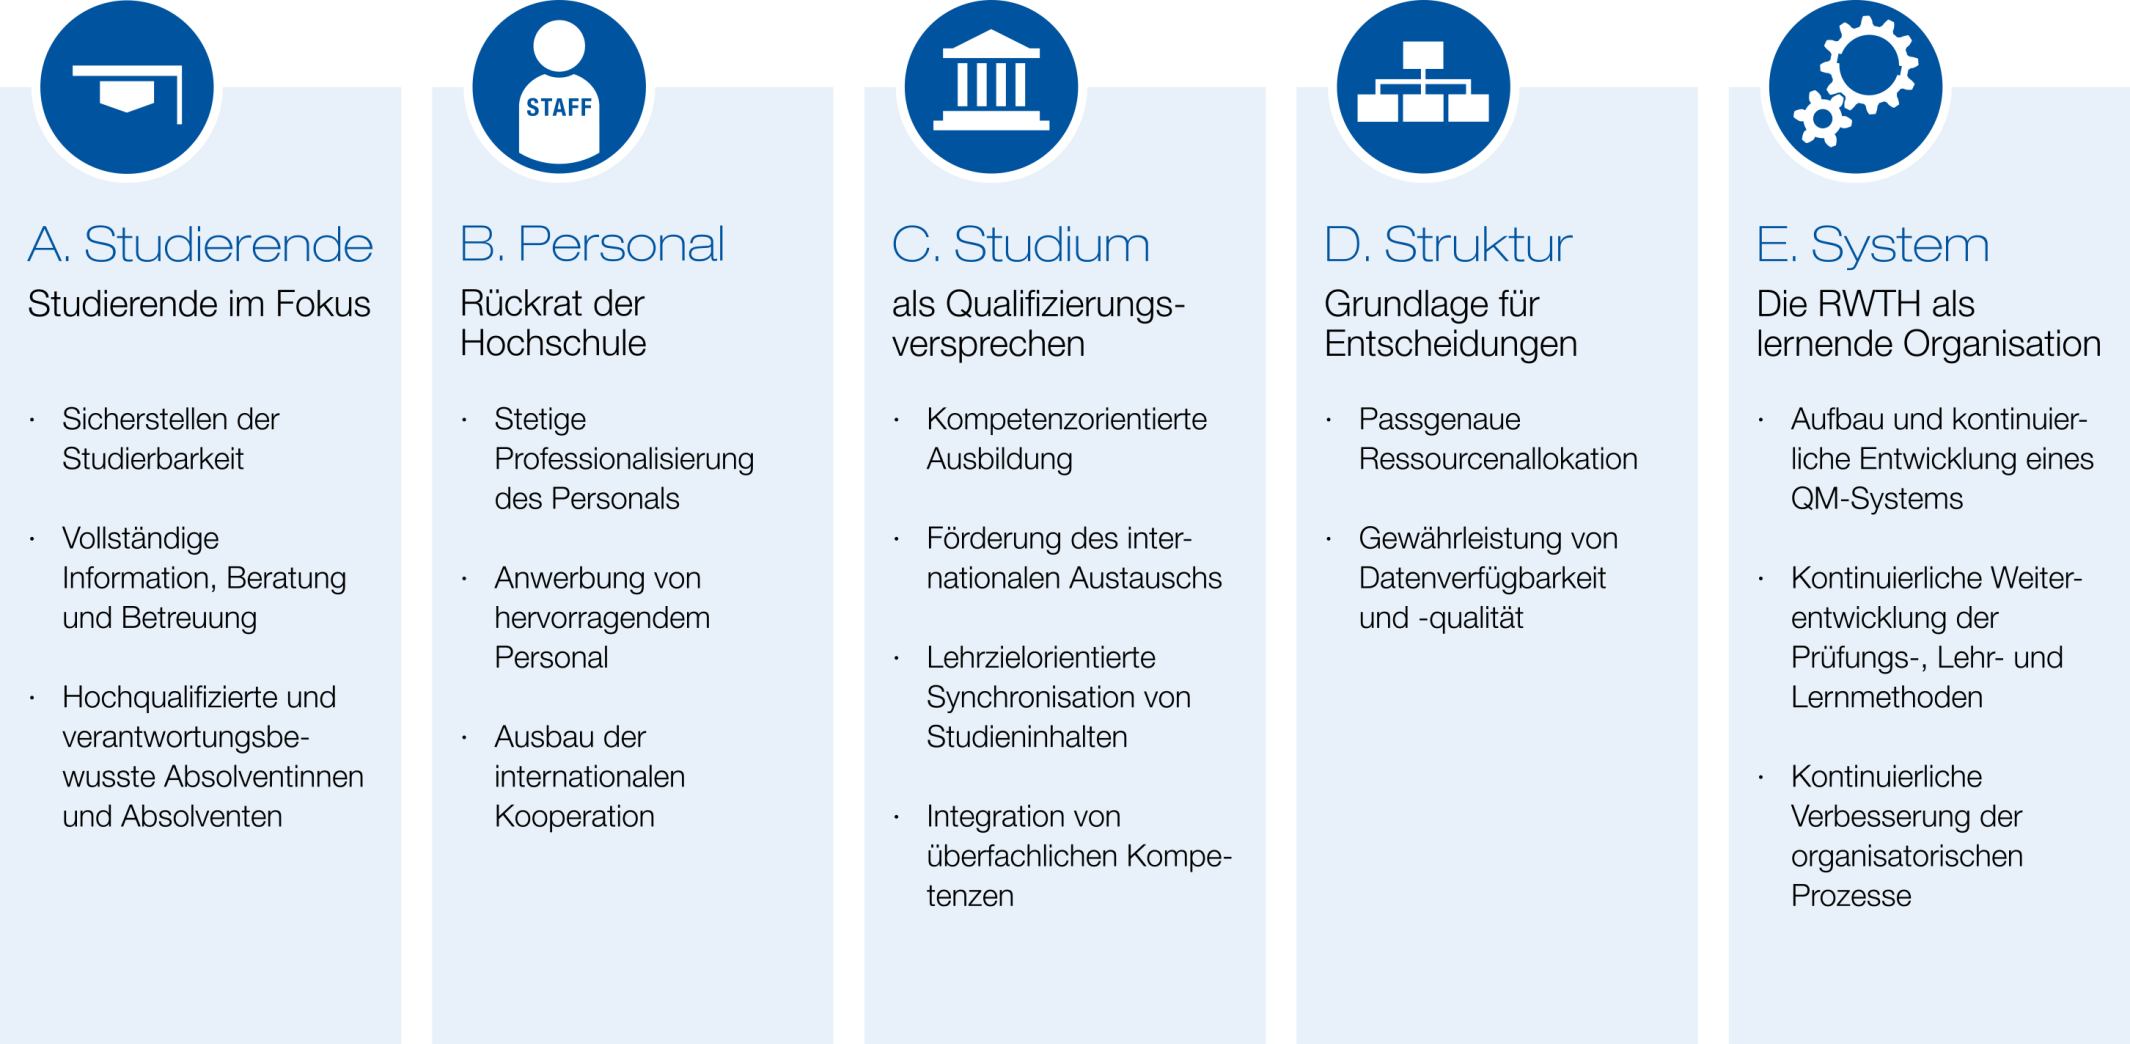 A. Studierende
Studierende im Fokus
· Sicherstellen der
Studierbarkeit
· Vollständige
Information, Beratung
und Betreuung
· Hochqualifizierte und
verantwortungsbe-
wusste Absolventinnen
und Absolventen
STAFF
B. Personal
Rückrat der
Hochschule
· Stetige
Professionalisierung
des Personals
· Anwerbung von
hervorragendem
Personal
· Ausbau der
internationalen
Kooperation
C. Studium
als Qualifizierungs-
versprechen
· Kompetenzorientierte
Ausbildung
· Förderung des inter-
nationalen Austauschs
· Lehrzielorientierte
Synchronisation von
Studieninhalten
· Integration von
überfachlichen Kompe-
tenzen
D. Struktur
Grundlage für
Entscheidungen
· Passgenaue
Ressourcenallokation
· Gewährleistung von
Datenverfügbarkeit
und -qualität
E. System
Die RWTH als
lernende Organisation
· Aufbau und kontinuier-
liche Entwicklung eines
QM-Systems
· Kontinuierliche Weiter-
entwicklung der
Prüfungs-, Lehr- und
Lernmethoden
· Kontinuierliche
Verbesserung der
organisatorischen
Prozesse